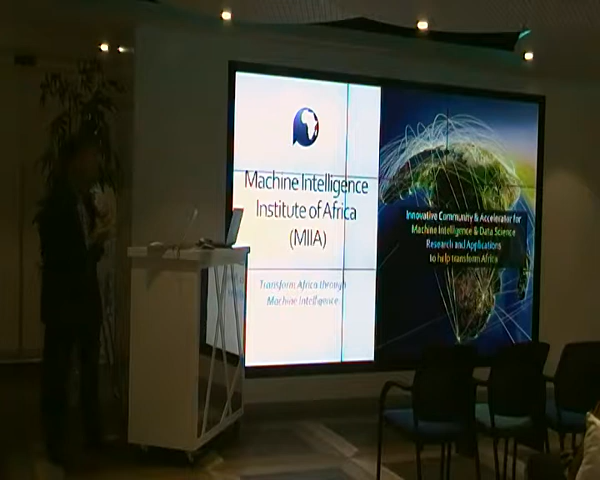 Machine Intelligence
Institute of Africa
(MIIA)
Transform Africa through
Machine Intelligence
Innovative Community & Accelerator for
Machine Intelligence & Data Science
Research and Applications
to help transform Africa